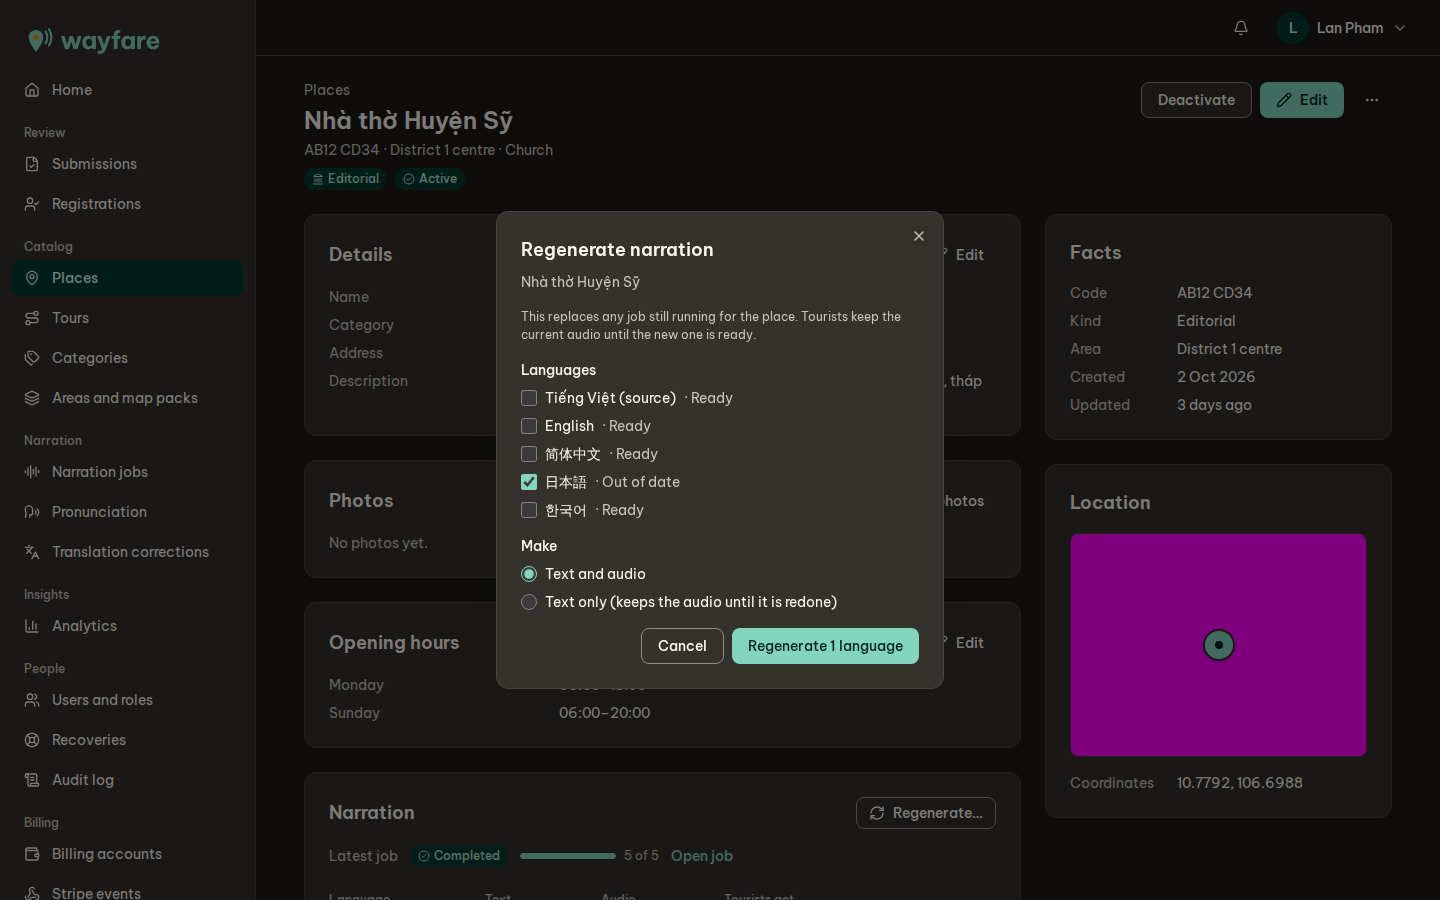 wayfare
Lan Pham
L
Home
Review
Submissions
Registrations
Catalog
Places
Tours
Categories
Areas and map packs
Narration
Narration jobs
Pronunciation
Translation corrections
Insights
Analytics
People
Users and roles
Recoveries
Audit log
Billing
Billing accounts
Stripe events
Places
Nhà thờ Huyện Sỹ
AB12 CD34 · District 1 centre · Church
Editorial
Active
Deactivate
Edit
Details
Edit
Name
Category
Address
Description
, tháp
Photos
photos
No photos yet.
Opening hours
Edit
Monday
Sunday
06:00–20:00
Narration
Regenerate…
Latest job
Completed
5 of 5
Open job
Language
Text
Audio
Tourists get
Regenerate narration
Nhà thờ Huyện Sỹ
This replaces any job still running for the place. Tourists keep the
current audio until the new one is ready.
Languages
Tiếng Việt (source) · Ready
English · Ready
简体中文 · Ready
日本語 · Out of date
한국어 · Ready
Make
Text and audio
Text only (keeps the audio until it is redone)
Cancel
Regenerate 1 language
Facts
Code AB12 CD34
Kind Editorial
Area District 1 centre
Created 2 Oct 2026
Updated 3 days ago
Location
Coordinates 10.7792, 106.6988